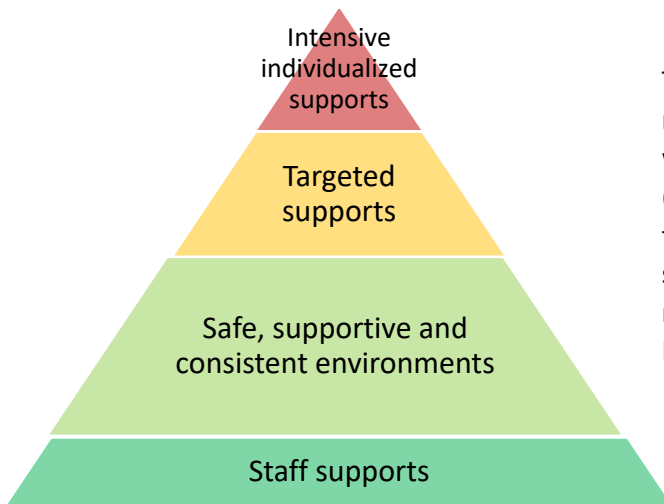 Intensive
individualized
supports
Targeted
supports
Safe, supportive and
consistent environments
Staff supports